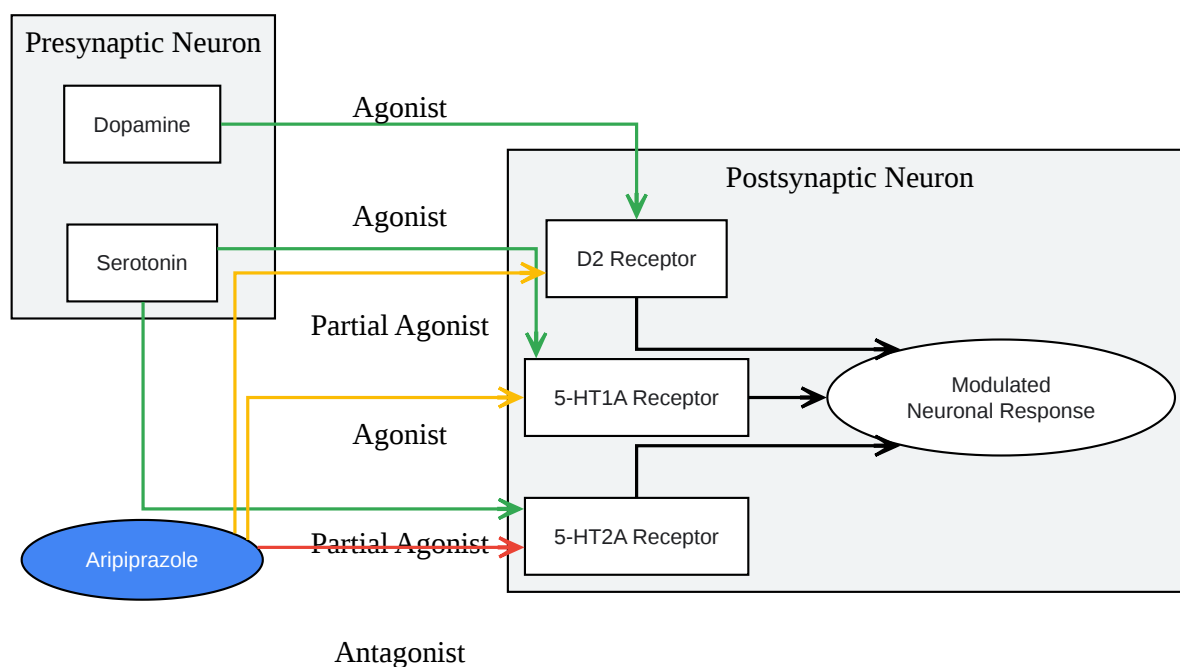 Presynaptic Neuron
Dopamine
Agonist
Postsynaptic Neuron
Agonist
Serotonin
D2 Receptor
Partial Agonist
5-HT1A Receptor
Modulated
Neuronal Response
Agonist
5-HT2A Receptor
Partial Agonist
Aripiprazole
Antagonist